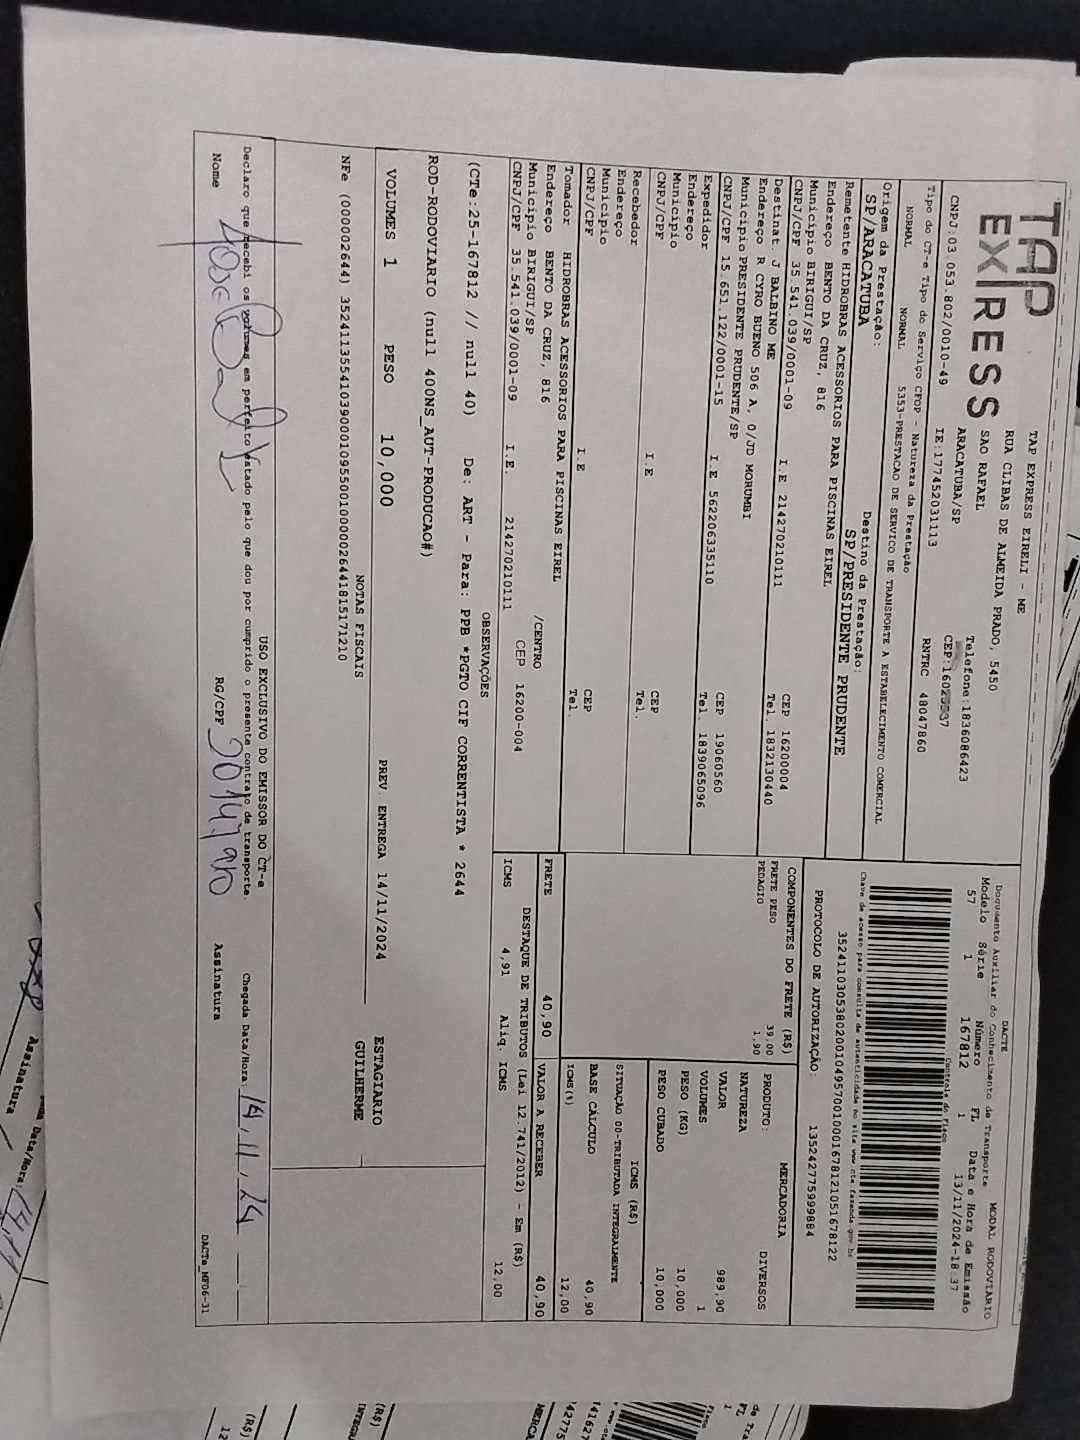 TAP EXPRESS
TAP EXPRESS EIRELI - ME
RUA CLIBAS DE ALMEIDA PRADO, 5450
SAO RAFAEL
ARACATUBA/SP
Telefone:1836086423
CNPJ:03.053.802/0010-49
IE:177452031113
RNTRC 48047860
Tipo do CT-e Tipo do Serviço CFOP - Natureza da Prestação
NORMAL NORMAL 5353-PRESTACAO DE SERVICO DE TRANSPORTE A ESTABELECIMENTO COMERCIAL
Origem da Prestação: Destino da Prestação:
SP/ARACATUBA SP/PRESIDENTE PRUDENTE
Remetente HIDROBRAS ACESSORIOS PARA PISCINAS EIREL
Endereço BENTO DA CRUZ, 816
Município BIRIGUI/SP CEP 16200004
CNPJ/CPF 35.541.039/0001-09 I.E 214270210111 Tel. 1832130440
Destinat. J BALBINO ME
Endereço R CYRO BUENO 506 A, 0/JD MORUMBI
Município PRESIDENTE PRUDENTE/SP CEP 19060560
CNPJ/CPF 15.651.122/0001-15 I.E 562206335110 Tel. 1839065096
Expedidor
Endereço
Município CEP
CNPJ/CPF I.E Tel.
Recebedor
Endereço
Município CEP
CNPJ/CPF I.E Tel.
Tomador HIDROBRAS ACESSORIOS PARA PISCINAS EIREL
Endereço BENTO DA CRUZ, 816 /CENTRO
Município BIRIGUI/SP CEP 16200-004
CNPJ/CPF 35.541.039/0001-09 I.E. 214270210111
DACTE MODAL RODOVIÁRIO
Documento Auxiliar do Conhecimento de Transporte
Modelo Série Número FL Data e Hora de Emissão
57 1 167812 1 13/11/2024-18:37
Controle do Fisco
Chave de acesso para consulta de autenticidade no site www.cte.fazenda.gov.br
35241103053802001049570010001678121051678122
PROTOCOLO DE AUTORIZAÇÃO: 135242775999884
COMPONENTES DO FRETE (R$)
FRETE PESO 39,00
PEDAGIO 1,90
FRETE 40,90
MERCADORIA
PRODUTO: DIVERSOS
NATUREZA
VALOR 989,90
VOLUMES 1
PESO (KG) 10,000
PESO CUBADO 10,000
ICMS (R$)
SITUAÇÃO 00-TRIBUTADA INTEGRALMENTE
BASE CÁLCULO 40,90
ICMS(%) 12,00
VALOR A RECEBER 40,90
DESTAQUE DE TRIBUTOS (Lei 12.741/2012) - Em (R$)
ICMS 4,91 Aliq. ICMS 12,00
OBSERVAÇÕES
(CTe:25-167812 // null 40) De: ART - Para: PPB *PGTO CIF CORRENTISTA * 2644
ROD-RODOVIARIO (null 400NS_AUT-PRODUCAO#)
VOLUMES 1 PESO 10,000 PREV. ENTREGA 14/11/2024 ESTAGIARIO
GUILHERME
NOTAS FISCAIS
NFe (000002644) 35241135541039000109550010000026441815171210
USO EXCLUSIVO DO EMISSOR DO CT-e
Declaro que recebi os volumes em perfeito estado pelo que dou por cumprido o presente contrato de transporte. Chegada Data/Hora: 14.11.24
Nome RG/CPF Assinatura
DACTe_MF06-31